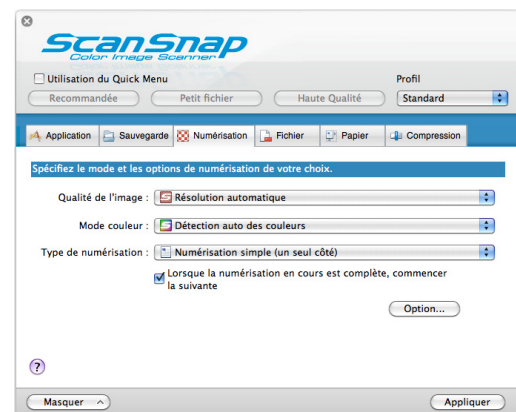 ScanSnap
Color Image Scanner
Utilisation du Quick Menu
Profil
Recommandée
Petit fichier
Haute Qualité
Standard
Application
Sauvegarde
Numérisation
Fichier
Papier
Compression
Spécifiez le mode et les options de numérisation de votre choix.
Qualité de l'image : Résolution automatique
Mode couleur : Détection auto des couleurs
Type de numérisation : Numérisation simple (un seul côté)
Lorsque la numérisation en cours est complète, commencer
la suivante
Option...
?
Masquer
Appliquer